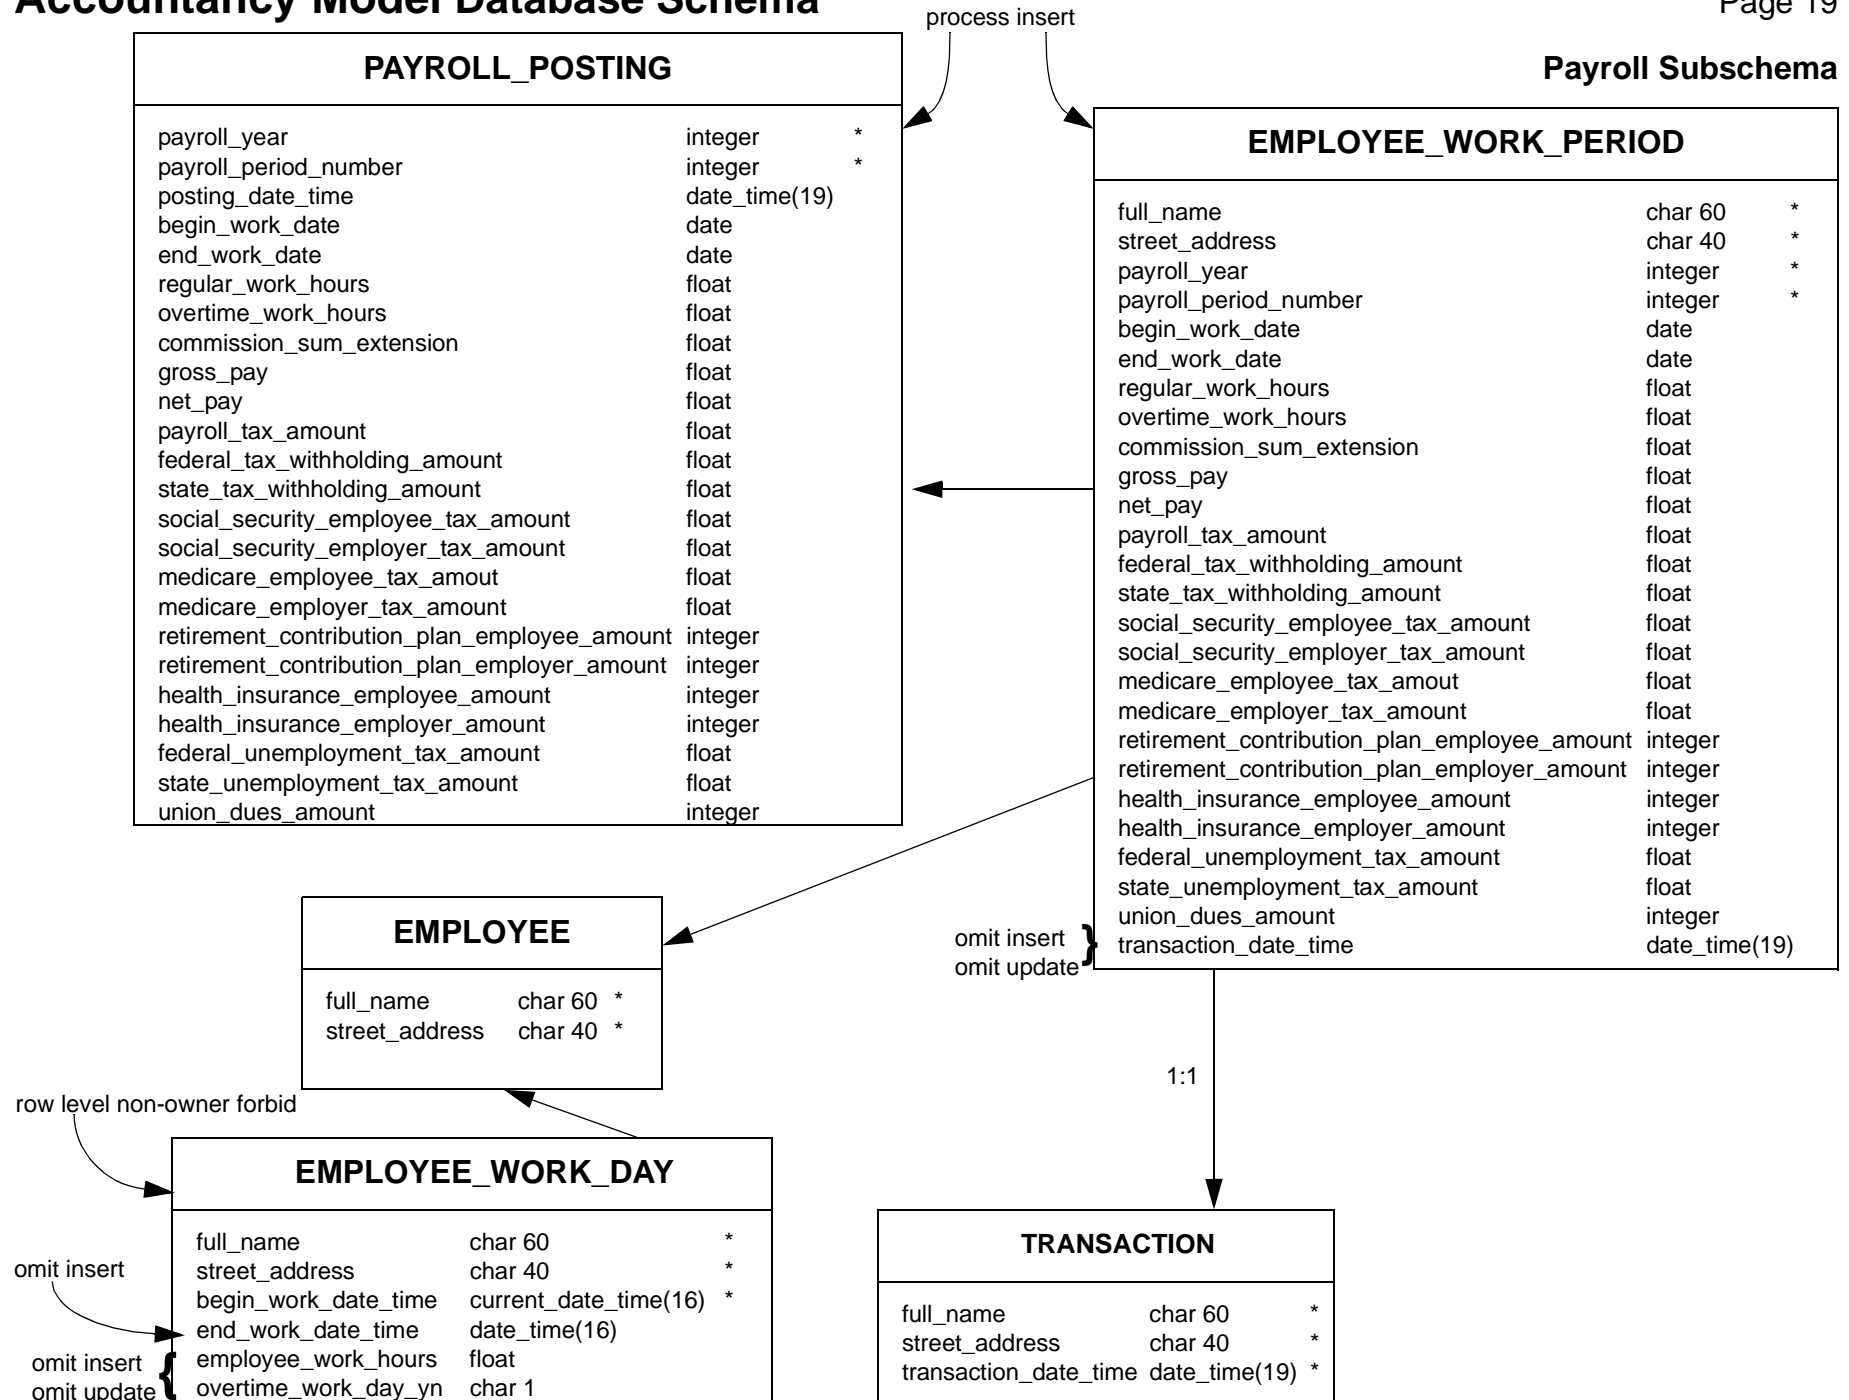 Accountancy Model Database Schema
Page 19
process insert
Payroll Subschema
PAYROLL_POSTING
payroll_year integer *
payroll_period_number integer *
posting_date_time date_time(19)
begin_work_date date
end_work_date date
regular_work_hours float
overtime_work_hours float
commission_sum_extension float
gross_pay float
net_pay float
payroll_tax_amount float
federal_tax_withholding_amount float
state_tax_withholding_amount float
social_security_employee_tax_amount float
social_security_employer_tax_amount float
medicare_employee_tax_amout float
medicare_employer_tax_amount float
retirement_contribution_plan_employee_amount integer
retirement_contribution_plan_employer_amount integer
health_insurance_employee_amount integer
health_insurance_employer_amount integer
federal_unemployment_tax_amount float
state_unemployment_tax_amount float
union_dues_amount integer
EMPLOYEE_WORK_PERIOD
full_name char 60 *
street_address char 40 *
payroll_year integer *
payroll_period_number integer *
begin_work_date date
end_work_date date
regular_work_hours float
overtime_work_hours float
commission_sum_extension float
gross_pay float
net_pay float
payroll_tax_amount float
federal_tax_withholding_amount float
state_tax_withholding_amount float
social_security_employee_tax_amount float
social_security_employer_tax_amount float
medicare_employee_tax_amout float
medicare_employer_tax_amount float
retirement_contribution_plan_employee_amount integer
retirement_contribution_plan_employer_amount integer
health_insurance_employee_amount integer
health_insurance_employer_amount integer
federal_unemployment_tax_amount float
state_unemployment_tax_amount float
union_dues_amount integer
transaction_date_time date_time(19)
omit insert
omit update
}
EMPLOYEE
full_name char 60 *
street_address char 40 *
1:1
row level non-owner forbid
EMPLOYEE_WORK_DAY
full_name char 60 *
street_address char 40 *
begin_work_date_time current_date_time(16) *
end_work_date_time date_time(16)
employee_work_hours float
overtime_work_day_yn char 1
omit insert
omit insert
omit update
{
TRANSACTION
full_name char 60 *
street_address char 40 *
transaction_date_time date_time(19) *